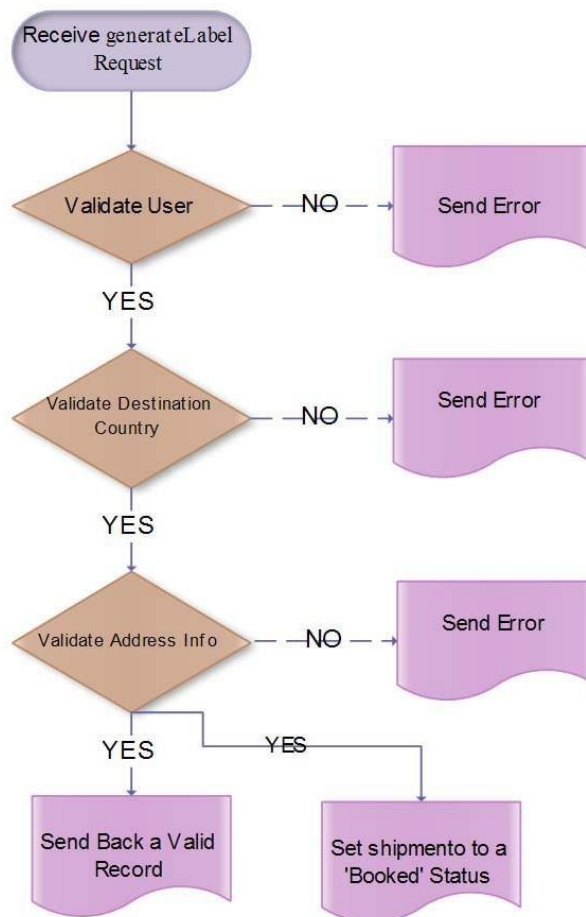 Receive generateLabel
Request
Validate User
NO
Send Error
YES
Validate Destination
Country
NO
Send Error
YES
Validate Address Info
NO
Send Error
YES
YES
Send Back a Valid
Record
Set shipmento to a
'Booked' Status